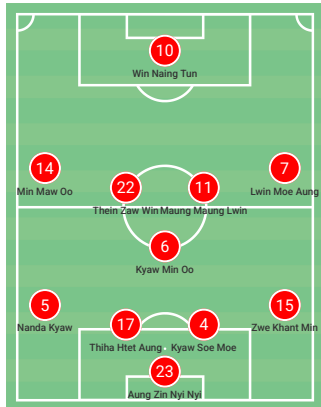 10
Win Naing Tun
14 7
Min Maw Oo Lwin Moe Aung
22 11
Thein Zaw Win Maung Maung Lwin
6
Kyaw Min Oo
5 15
Nanda Kyaw Zwe Khant Min
17 4
Thiha Htet Aung Kyaw Soe Moe
23
Aung Zin Nyi Nyi